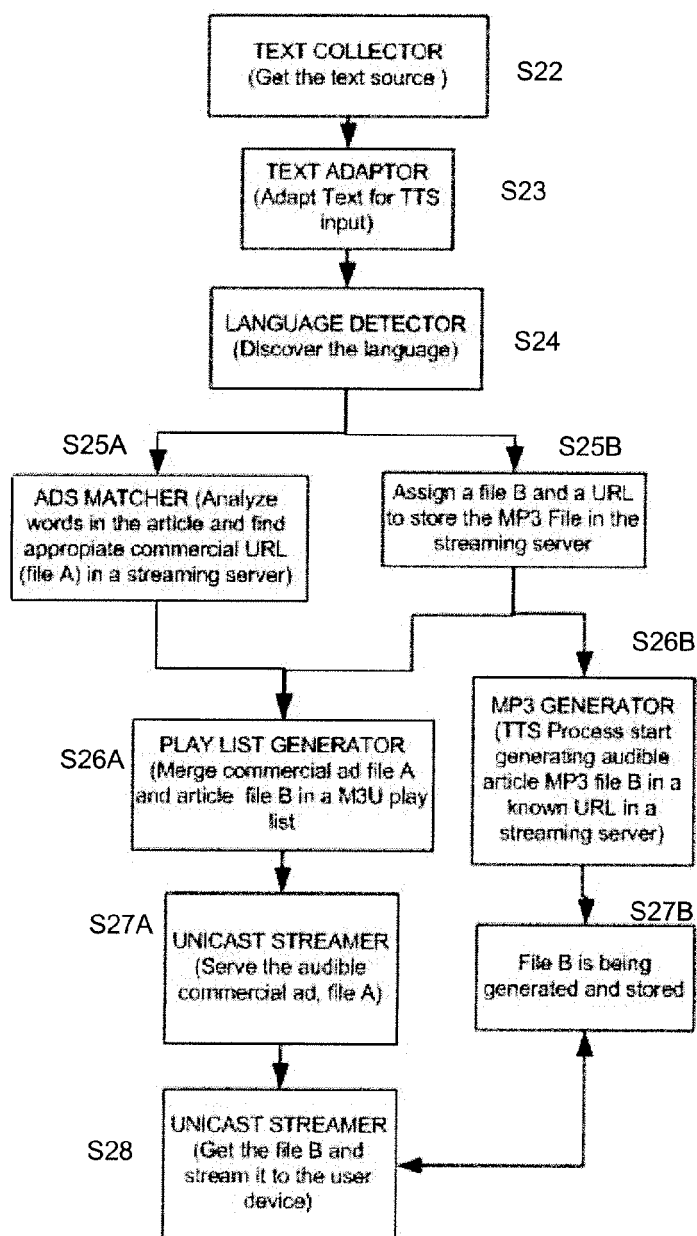 TEXT COLLECTOR
(Get the text source )
S22
TEXT ADAPTOR
(Adapt Text for TTS
input)
S23
LANGUAGE DETECTOR
(Discover the language)
S24
S25A
ADS MATCHER (Analyze
words in the article and find
appropiate commercial URL
(file A) in a streaming server)
S25B
Assign a file B and a URL
to store the MP3 File in the
streaming server
S26A
PLAY LIST GENERATOR
(Merge commercial ad file A
and article file B in a M3U play
list
S26B
MP3 GENERATOR
(TTS Process start
generating audible
article MP3 file B in a
known URL in a
streaming server)
S27A
UNICAST STREAMER
(Serve the audible
commercial ad, file A)
S27B
File B is being
generated and stored
S28
UNICAST STREAMER
(Get the file B and
stream it to the user
device)